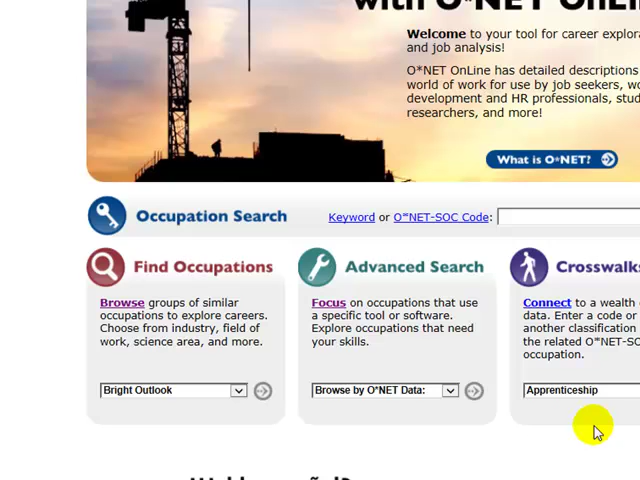 with O*NET OnLi
Welcome to your tool for career explora
and job analysis!
O*NET OnLine has detailed descriptions
world of work for use by job seekers, wo
development and HR professionals, stud
researchers, and more!
What is O*NET?
Occupation Search
Keyword or O*NET-SOC Code:
Find Occupations
Browse groups of similar
occupations to explore careers.
Choose from industry, field of
work, science area, and more.
Bright Outlook
Advanced Search
Focus on occupations that use
a specific tool or software.
Explore occupations that need
your skills.
Browse by O*NET Data:
Crosswalks
Connect to a wealth
data. Enter a code or
another classification
the related O*NET-SO
occupation.
Apprenticeship